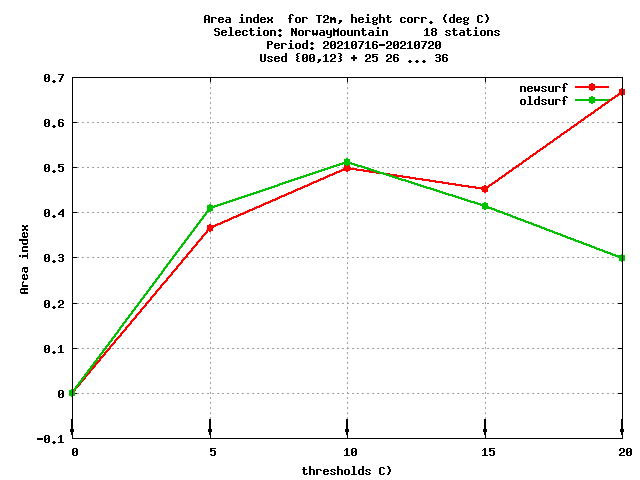 Area index  for T2m, height corr. (deg C)
Selection: NorwayMountain     18 stations
Period: 20210716-20210720
Used {00,12} + 25 26 ... 36
0.7
newsurf
oldsurf
0.6
0.5
0.4
0.3
0.2
0.1
0
-0.1
Area index
0 5 10 15 20
thresholds C)